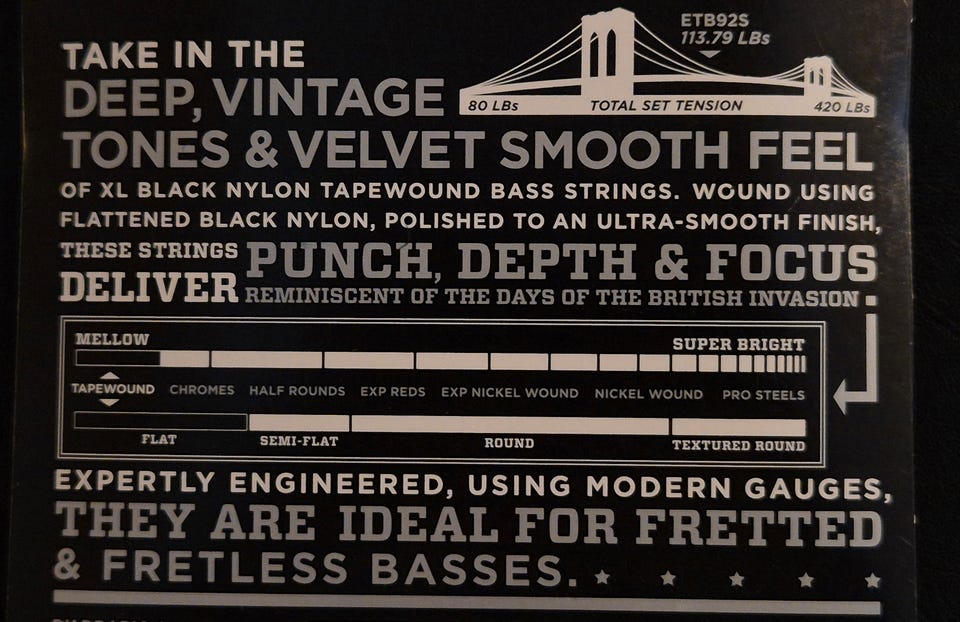 TAKE IN THE
DEEP, VINTAGE
ETB92S
113.79 LBs
80 LBs TOTAL SET TENSION 420 LBs
TONES & VELVET SMOOTH FEEL
OF XL BLACK NYLON TAPEWOUND BASS STRINGS. WOUND USING
FLATTENED BLACK NYLON, POLISHED TO AN ULTRA-SMOOTH FINISH,
THESE STRINGS
DELIVER
PUNCH, DEPTH & FOCUS
REMINISCENT OF THE DAYS OF THE BRITISH INVASION.
MELLOW SUPER BRIGHT
TAPEWOUND CHROMES HALF ROUNDS EXP REDS EXP NICKEL WOUND NICKEL WOUND PRO STEELS
FLAT SEMI-FLAT ROUND TEXTURED ROUND
EXPERTLY ENGINEERED, USING MODERN GAUGES,
THEY ARE IDEAL FOR FRETTED
& FRETLESS BASSES.